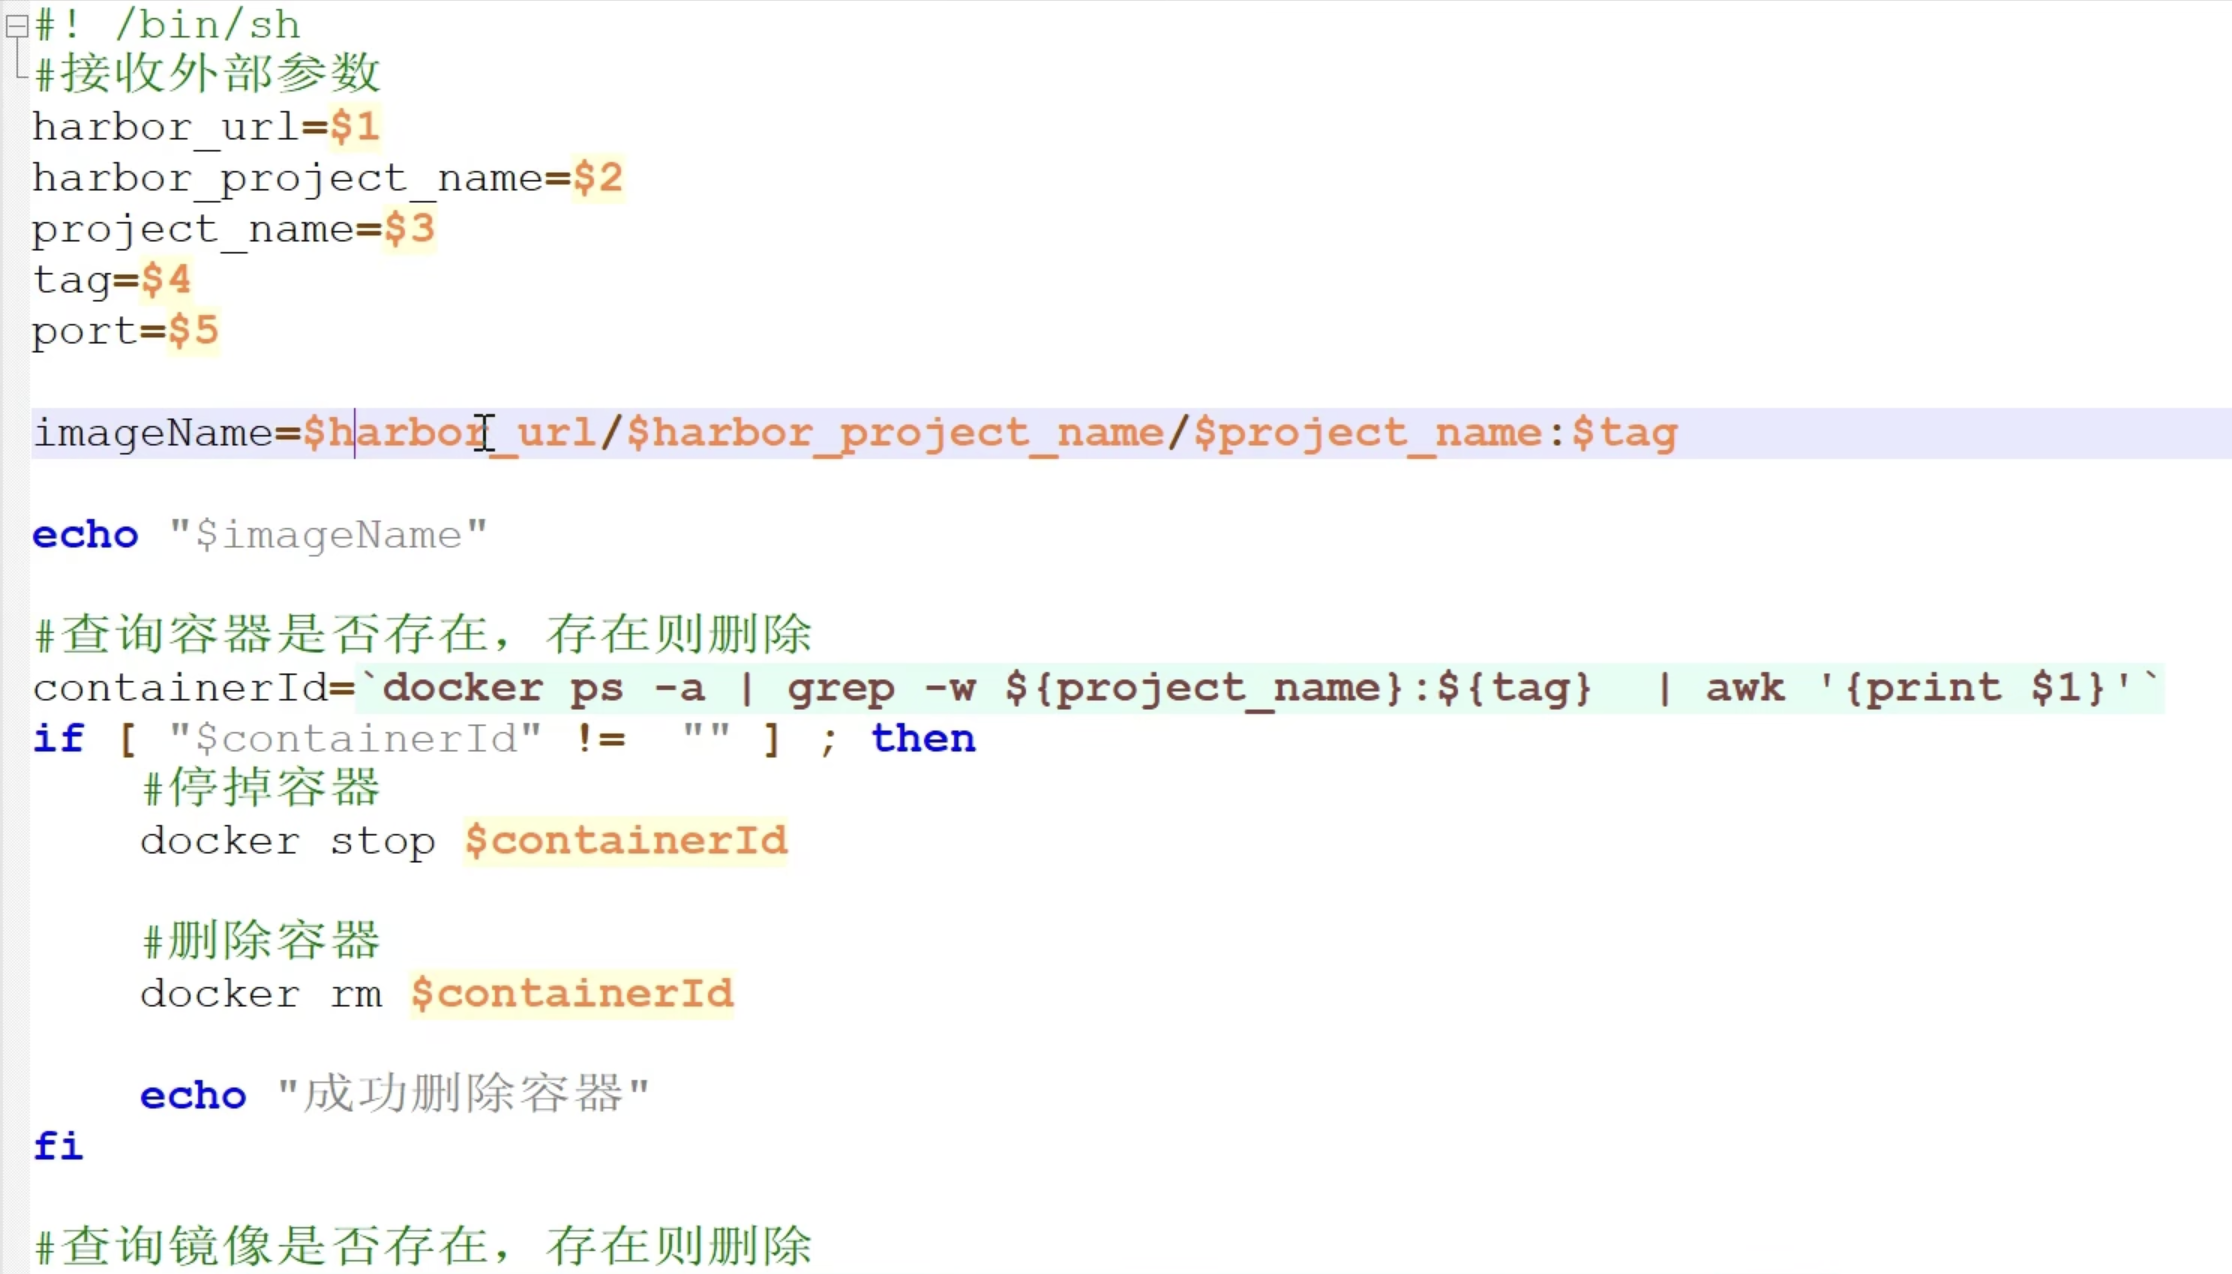 #! /bin/sh
#接收外部参数
harbor_url=$1
harbor_project_name=$2
project_name=$3
tag=$4
port=$5
imageName=$harbor_url/$harbor_project_name/$project_name:$tag
echo "$imageName"
#查询容器是否存在，存在则删除
containerId=`docker ps -a | grep -w ${project_name}:${tag}  | awk '{print $1}'`
if [ "$containerId" !=  "" ] ; then
    #停掉容器
    docker stop $containerId
    #删除容器
    docker rm $containerId
    echo "成功删除容器"
fi
#查询镜像是否存在，存在则删除